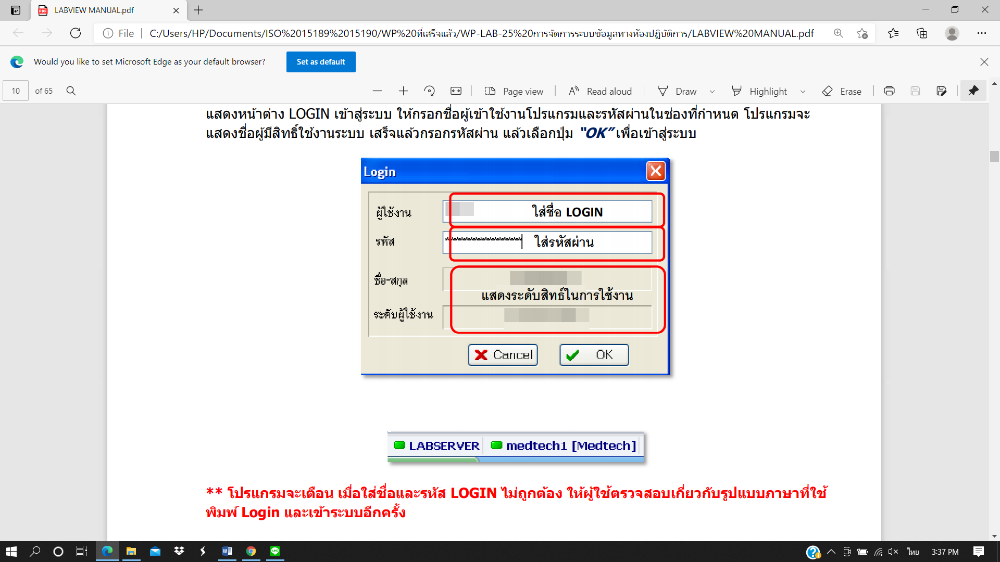 LABVIEW MANUAL.pdf
File
C:/Users/HP/Documents/ISO%2015189%2015190/WP%20ที่เสร็จแล้ว/WP-LAB-25%20การจัดการระบบข้อมูลทางห้องปฏิบัติการ/LABVIEW%20MANUAL.pdf
Would you like to set Microsoft Edge as your default browser?
Set as default
10 of 65
Page view
Read aloud
Draw
Highlight
Erase
แสดงหน้าต่าง LOGIN เข้าสู่ระบบ ให้กรอกชื่อผู้เข้าใช้งานโปรแกรมและรหัสผ่านในช่องที่กำหนด โปรแกรมจะ
แสดงชื่อผู้มีสิทธิ์ใช้งานระบบ เสร็จแล้วกรอกรหัสผ่าน แล้วเลือกปุ่ม “OK” เพื่อเข้าสู่ระบบ
Login
ผู้ใช้งาน
ใส่ชื่อ LOGIN
รหัส
ใส่รหัสผ่าน
ชื่อ-สกุล
แสดงระดับสิทธ์ในการใช้งาน
ระดับผู้ใช้งาน
Cancel
OK
LABSERVER
medtech1 [Medtech]
** โปรแกรมจะเตือน เมื่อใส่ชื่อและรหัส LOGIN ไม่ถูกต้อง ให้ผู้ใช้ตรวจสอบเกี่ยวกับรูปแบบภาษาที่ใช้
พิมพ์ Login และเข้าระบบอีกครั้ง
ไทย
3:37 PM